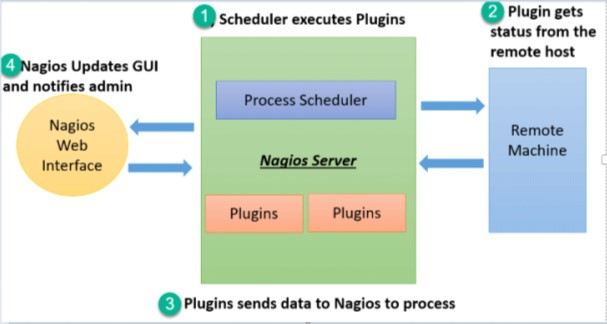 1 Scheduler executes Plugins
2 Plugin gets
status from the
remote host
4 Nagios Updates GUI
and notifies admin
Process Scheduler
Nagios
Web
Interface
Remote
Machine
Nagios Server
Plugins
Plugins
3 Plugins sends data to Nagios to process